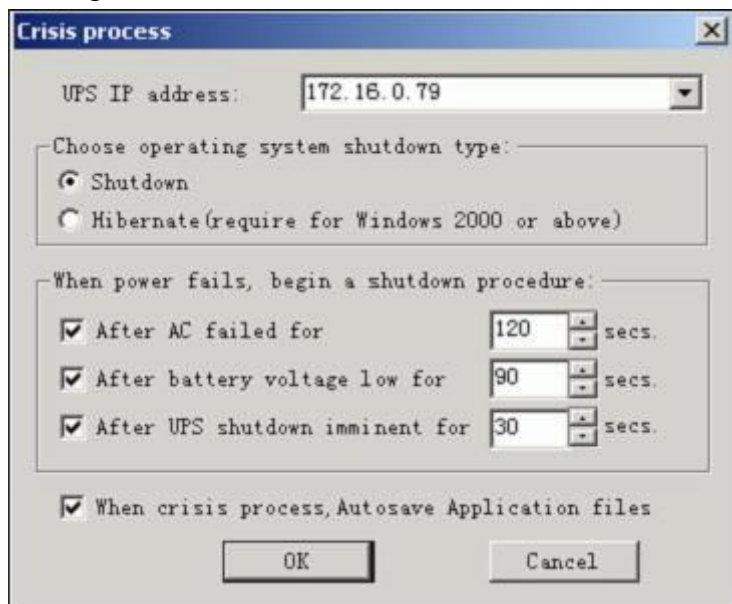 Crisis process
UPS IP address: 172.16.0.79
Choose operating system shutdown type:
Shutdown
Hibernate(require for Windows 2000 or above)
When power fails, begin a shutdown procedure:
After AC failed for 120 secs.
After battery voltage low for 90 secs.
After UPS shutdown imminent for 30 secs.
When crisis process,Autosave Application files
OK Cancel